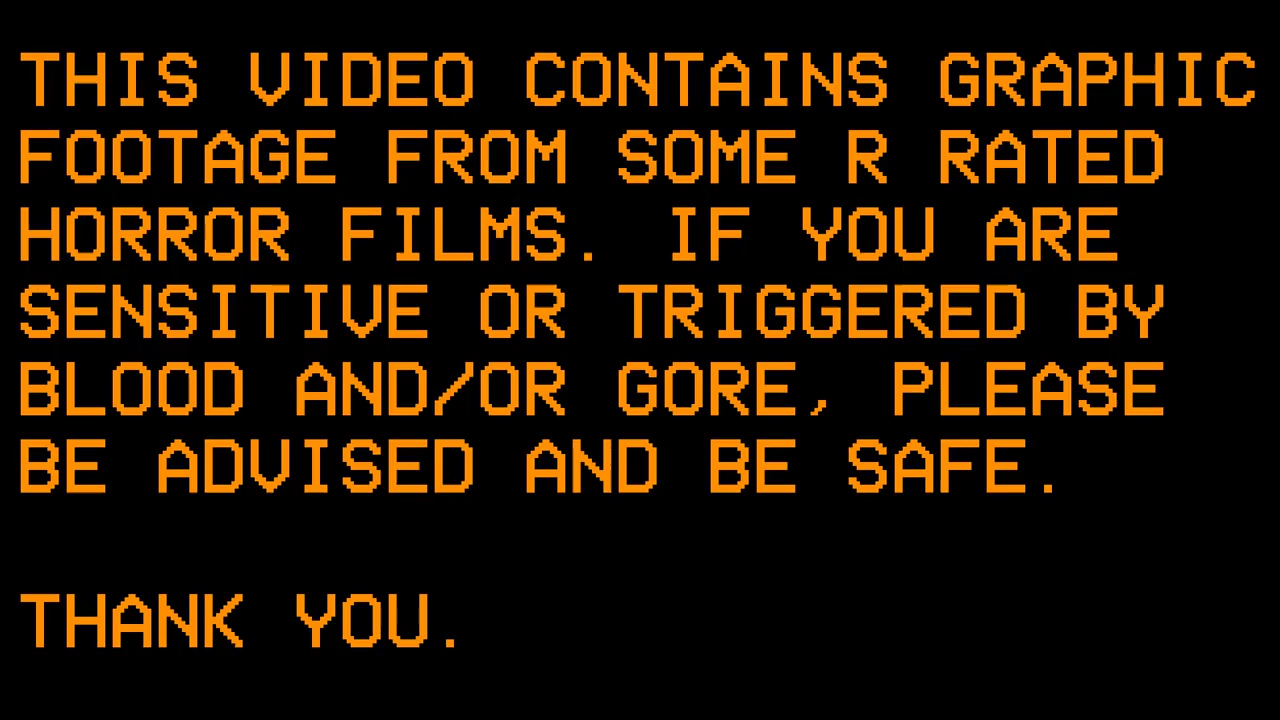 THIS VIDEO CONTAINS GRAPHIC
FOOTAGE FROM SOME R RATED
HORROR FILMS. IF YOU ARE
SENSITIVE OR TRIGGERED BY
BLOOD AND/OR GORE, PLEASE
BE ADVISED AND BE SAFE.
THANK YOU.